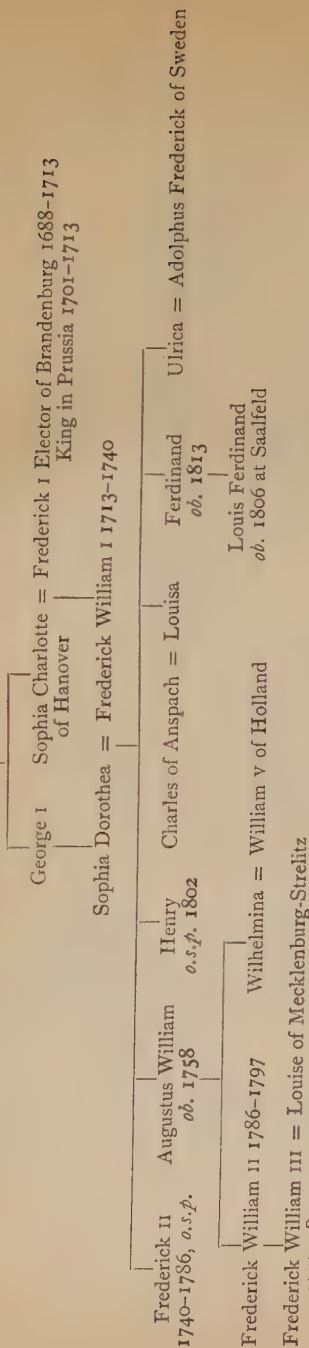 George I Sophia Charlotte = Frederick I Elector of Brandenburg 1688–1713
of Hanover King in Prussia 1701–1713
Sophia Dorothea = Frederick William I 1713–1740
Frederick II Augustus William Henry Charles of Anspach = Louisa Ferdinand Ulrica = Adolphus Frederick of Sweden
1740–1786, o.s.p. ob. 1758 o.s.p. 1802 ob. 1813
Louis Ferdinand
ob. 1806 at Saalfeld
Frederick William II 1786–1797 Wilhelmina = William V of Holland
Frederick William III = Louise of Mecklenburg-Strelitz